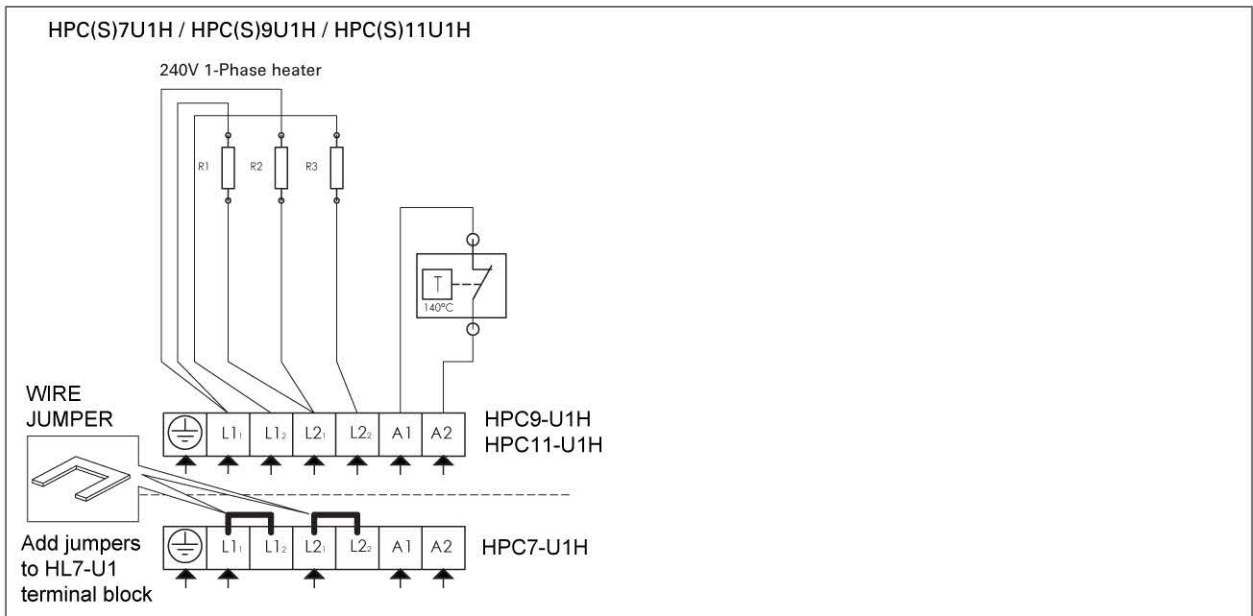 HPC(S)7U1H / HPC(S)9U1H / HPC(S)11U1H
240V 1-Phase heater
R1 R2 R3
T
140°C
WIRE
JUMPER
L1₁ L1₂ L2₁ L2₂ A1 A2
HPC9-U1H
HPC11-U1H
Add jumpers
to HL7-U1
terminal block
L1₁ L1₂ L2₁ L2₂ A1 A2
HPC7-U1H